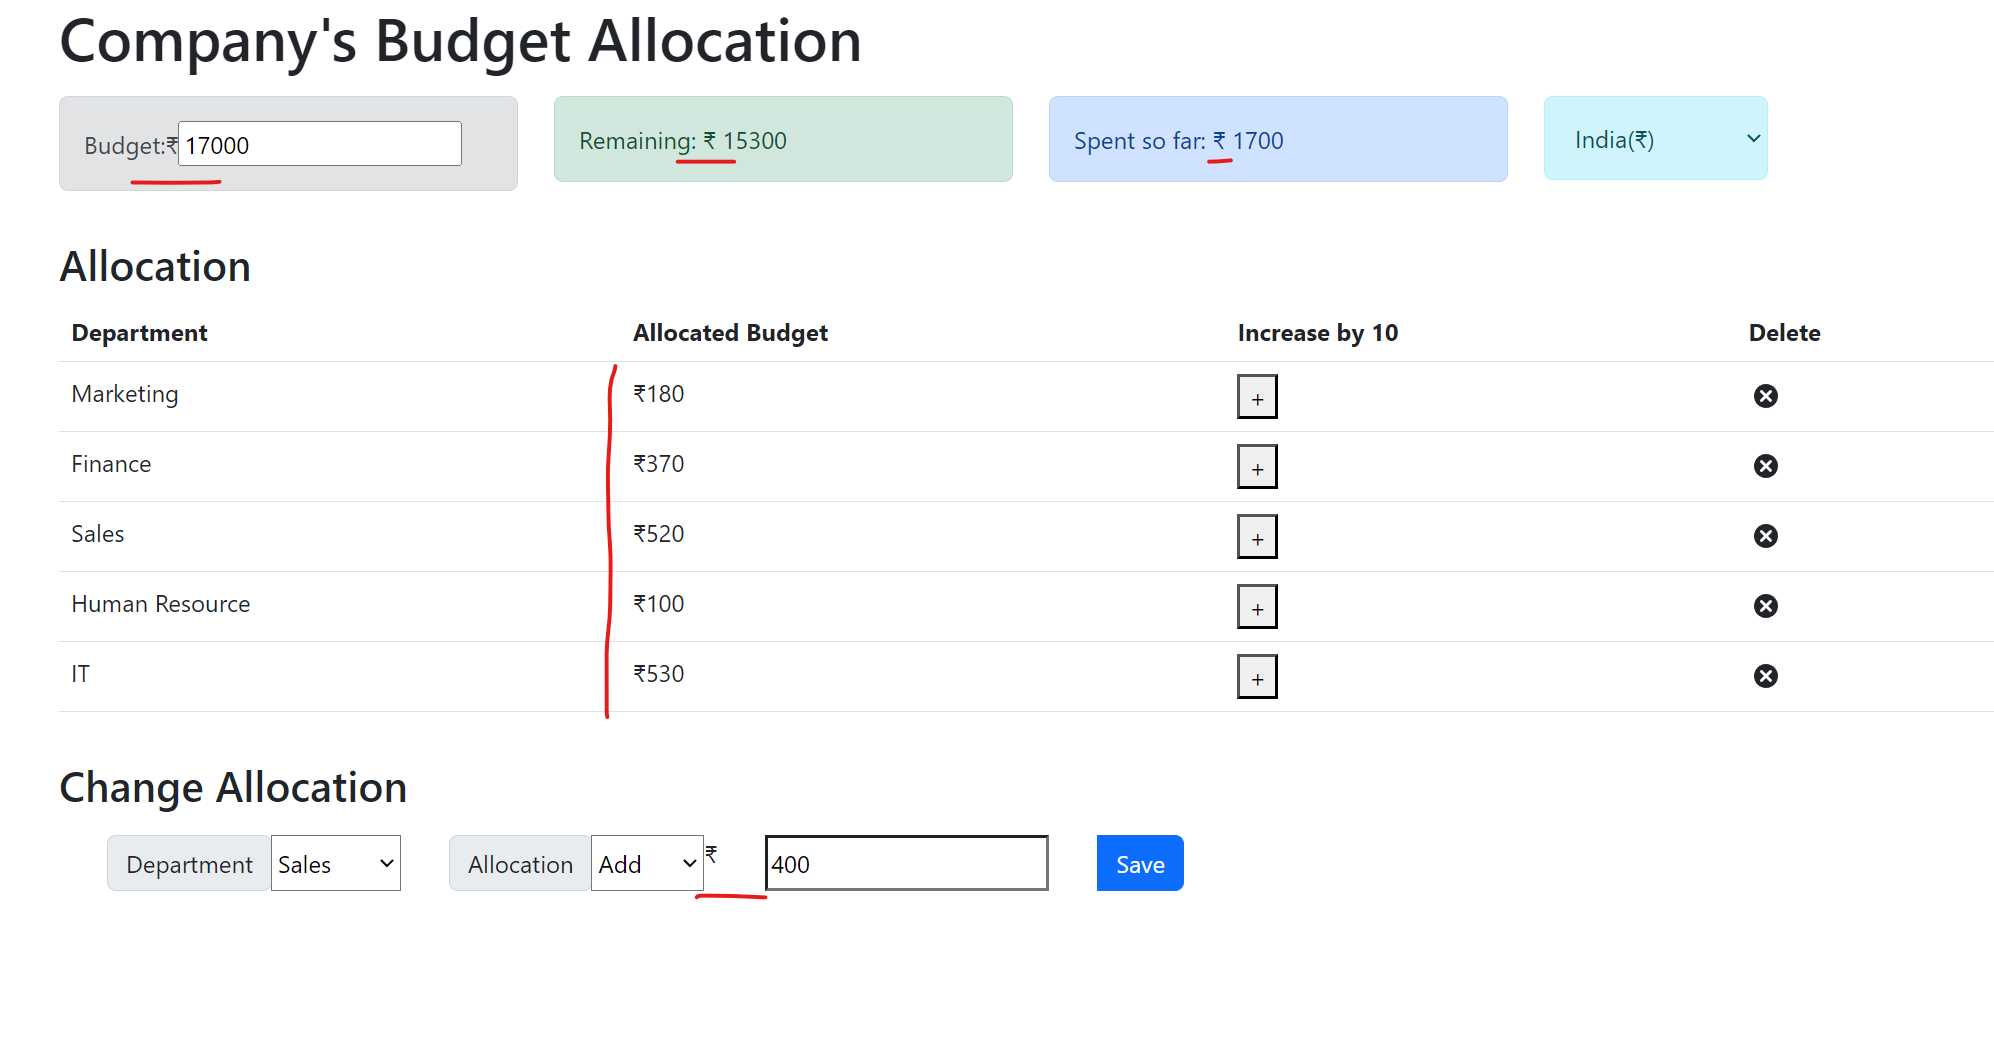 Company's Budget Allocation
Budget:₹ 17000
Remaining: ₹ 15300
Spent so far: ₹ 1700
India(₹)
Allocation
Department Allocated Budget Increase by 10 Delete
Marketing ₹180 +
Finance ₹370 +
Sales ₹520 +
Human Resource ₹100 +
IT ₹530 +
Change Allocation
Department Sales Allocation Add ₹ 400 Save